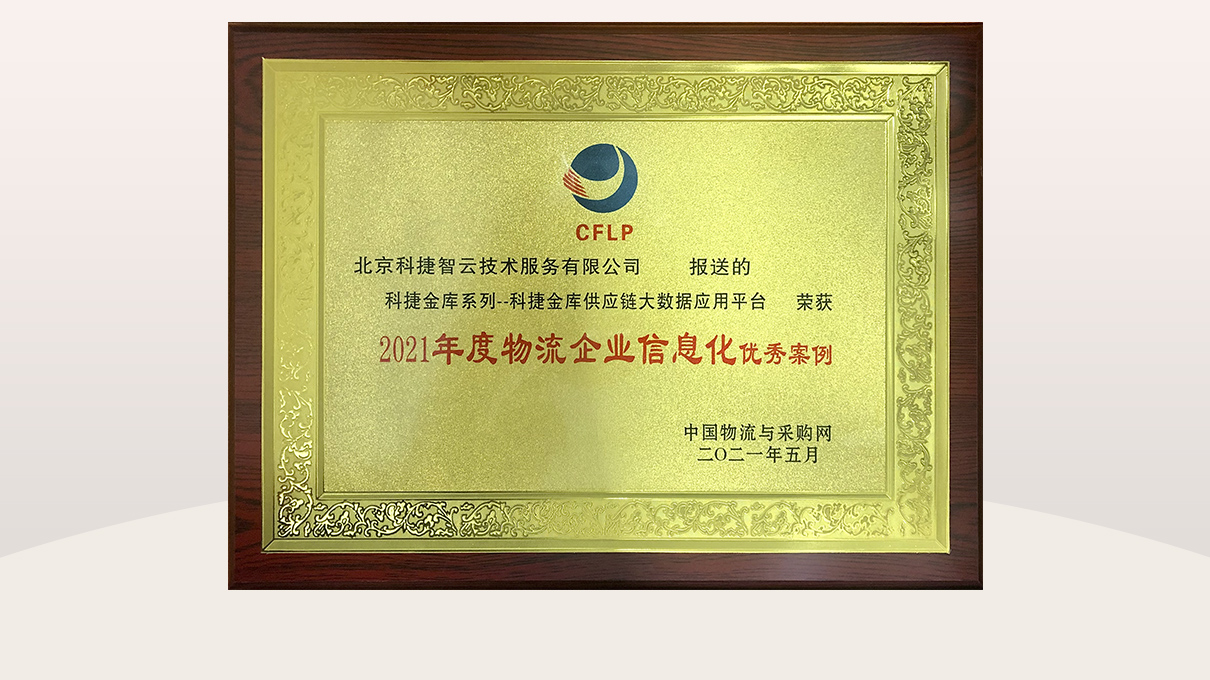 CFLP
北京科捷智云技术服务有限公司 报送的
科捷金库系列--科捷金库供应链大数据应用平台 荣获
2021年度物流企业信息化优秀案例
中国物流与采购网
二〇二一年五月